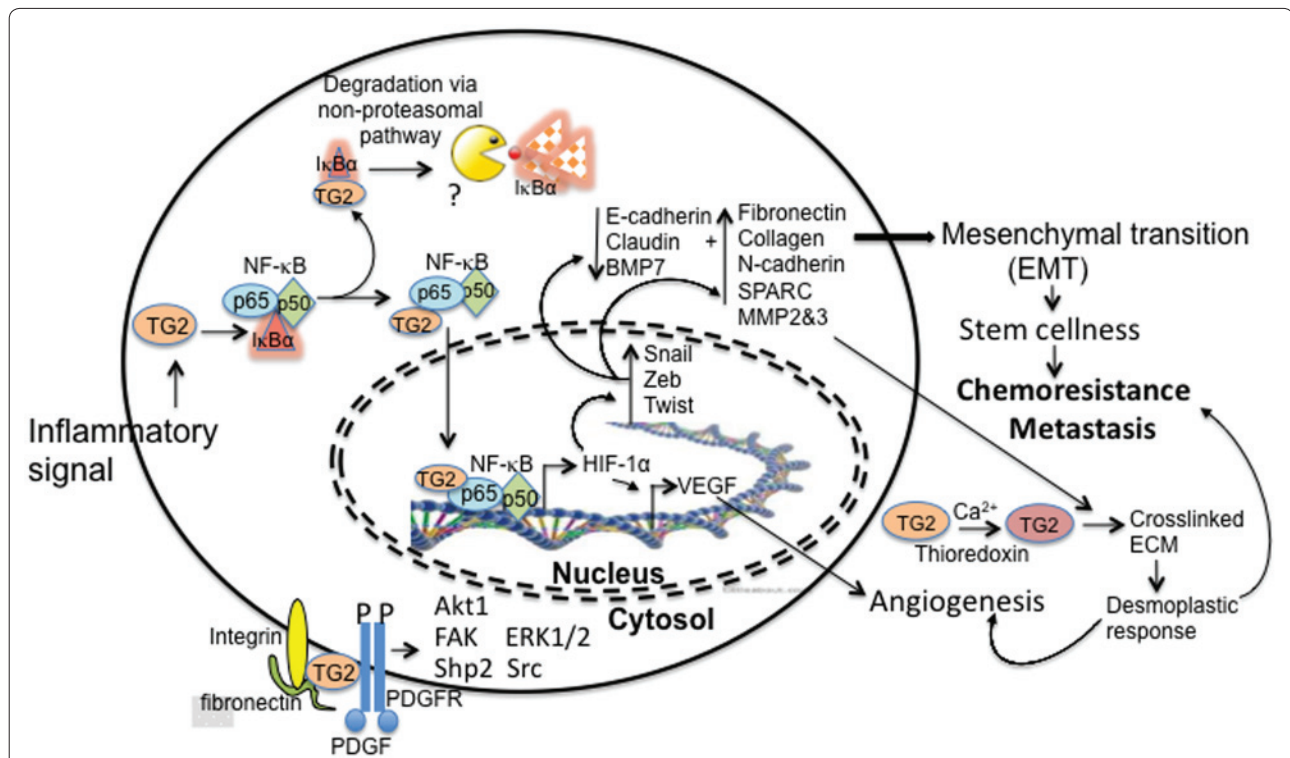 Degradation via
non-proteasomal
pathway
IκBα
TG2
?
IκBα
NF-κB
p65
p50
IκBα
TG2
NF-κB
p65
p50
TG2
Inflammatory
signal
E-cadherin
Claudin +
BMP7
Fibronectin
Collagen
N-cadherin
SPARC
MMP2&3
Mesenchymal transition
(EMT)
Stem cellness
Chemoresistance
Metastasis
Snail
Zeb
Twist
NF-κB
TG2
p65
p50
HIF-1α
VEGF
Nucleus
Cytosol
TG2
Ca²⁺
Thioredoxin
TG2
Crosslinked
ECM
Desmoplastic
response
Angiogenesis
P P
Akt1
FAK ERK1/2
Shp2 Src
Integrin
TG2
fibronectin
PDGFR
PDGF